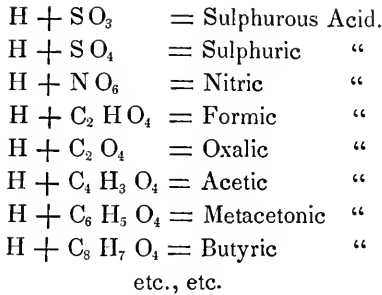 H + S O₃ = Sulphurous Acid.
H + S O₄ = Sulphuric "
H + N O₆ = Nitric "
H + C₂ H O₄ = Formic "
H + C₂ O₄ = Oxalic "
H + C₄ H₃ O₄ = Acetic "
H + C₆ H₅ O₄ = Metacetonic "
H + C₈ H₇ O₄ = Butyric "
etc., etc.